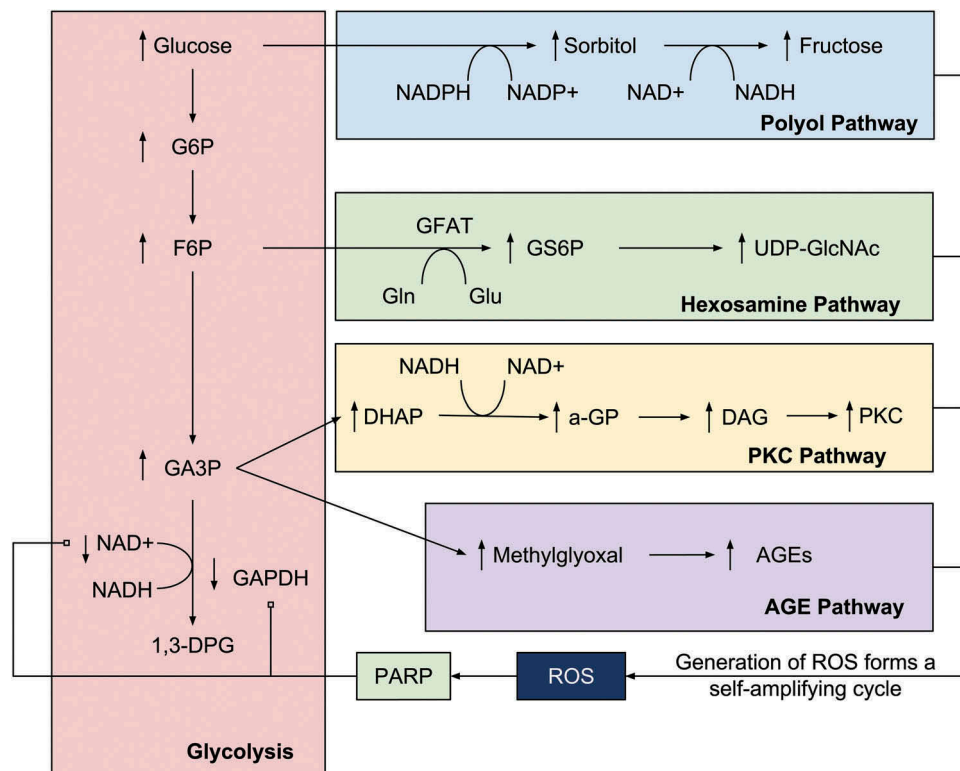 Glucose
Sorbitol
Fructose
NADPH
NADP+
NAD+
NADH
Polyol Pathway
G6P
F6P
GFAT
GS6P
UDP-GlcNAc
Gln
Glu
Hexosamine Pathway
NADH
NAD+
DHAP
a-GP
DAG
PKC
PKC Pathway
GA3P
NAD+
NADH
GAPDH
1,3-DPG
Methylglyoxal
AGEs
AGE Pathway
PARP
ROS
Generation of ROS forms a
self-amplifying cycle
Glycolysis